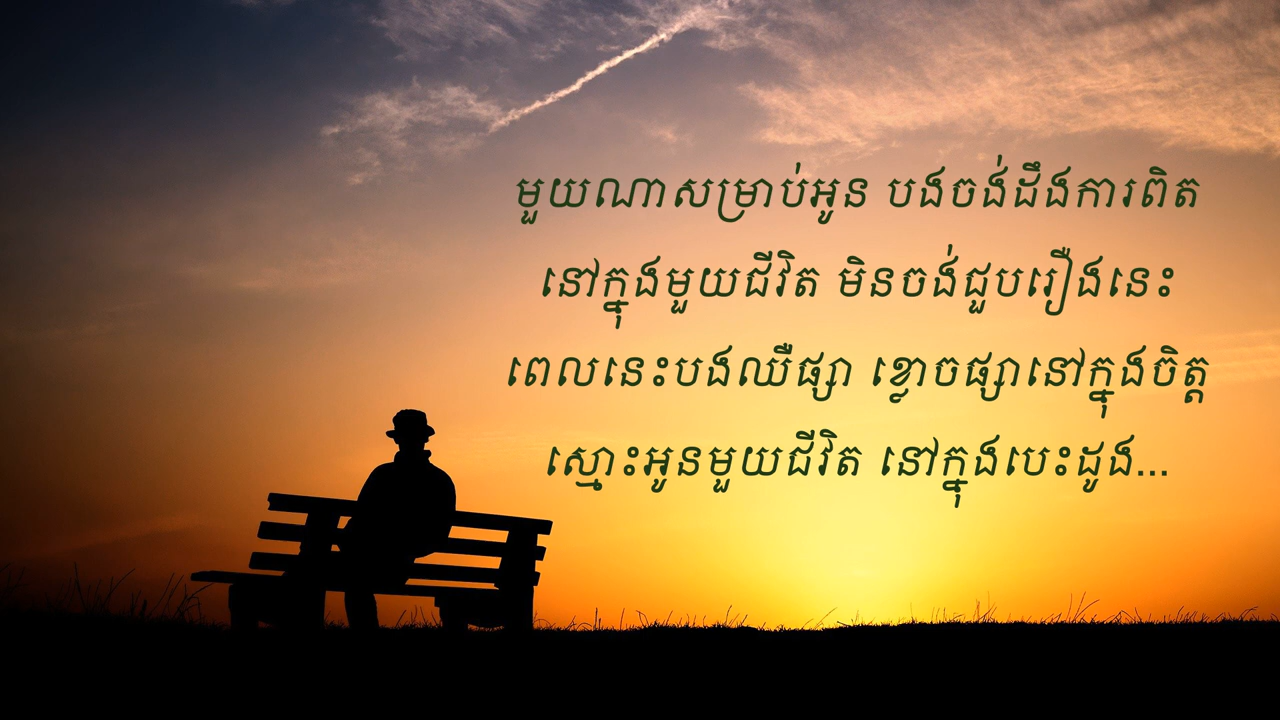 មួយណាសម្រាប់អូន បងចង់ដឹងការពិត
នៅក្នុងមួយជីវិត មិនចង់ជួបរឿងនេះ
ពេលនេះបងឈឺផ្សា ខ្លោចផ្សានៅក្នុងចិត្ត
ស្មោះអូនមួយជីវិត នៅក្នុងបេះដូង...